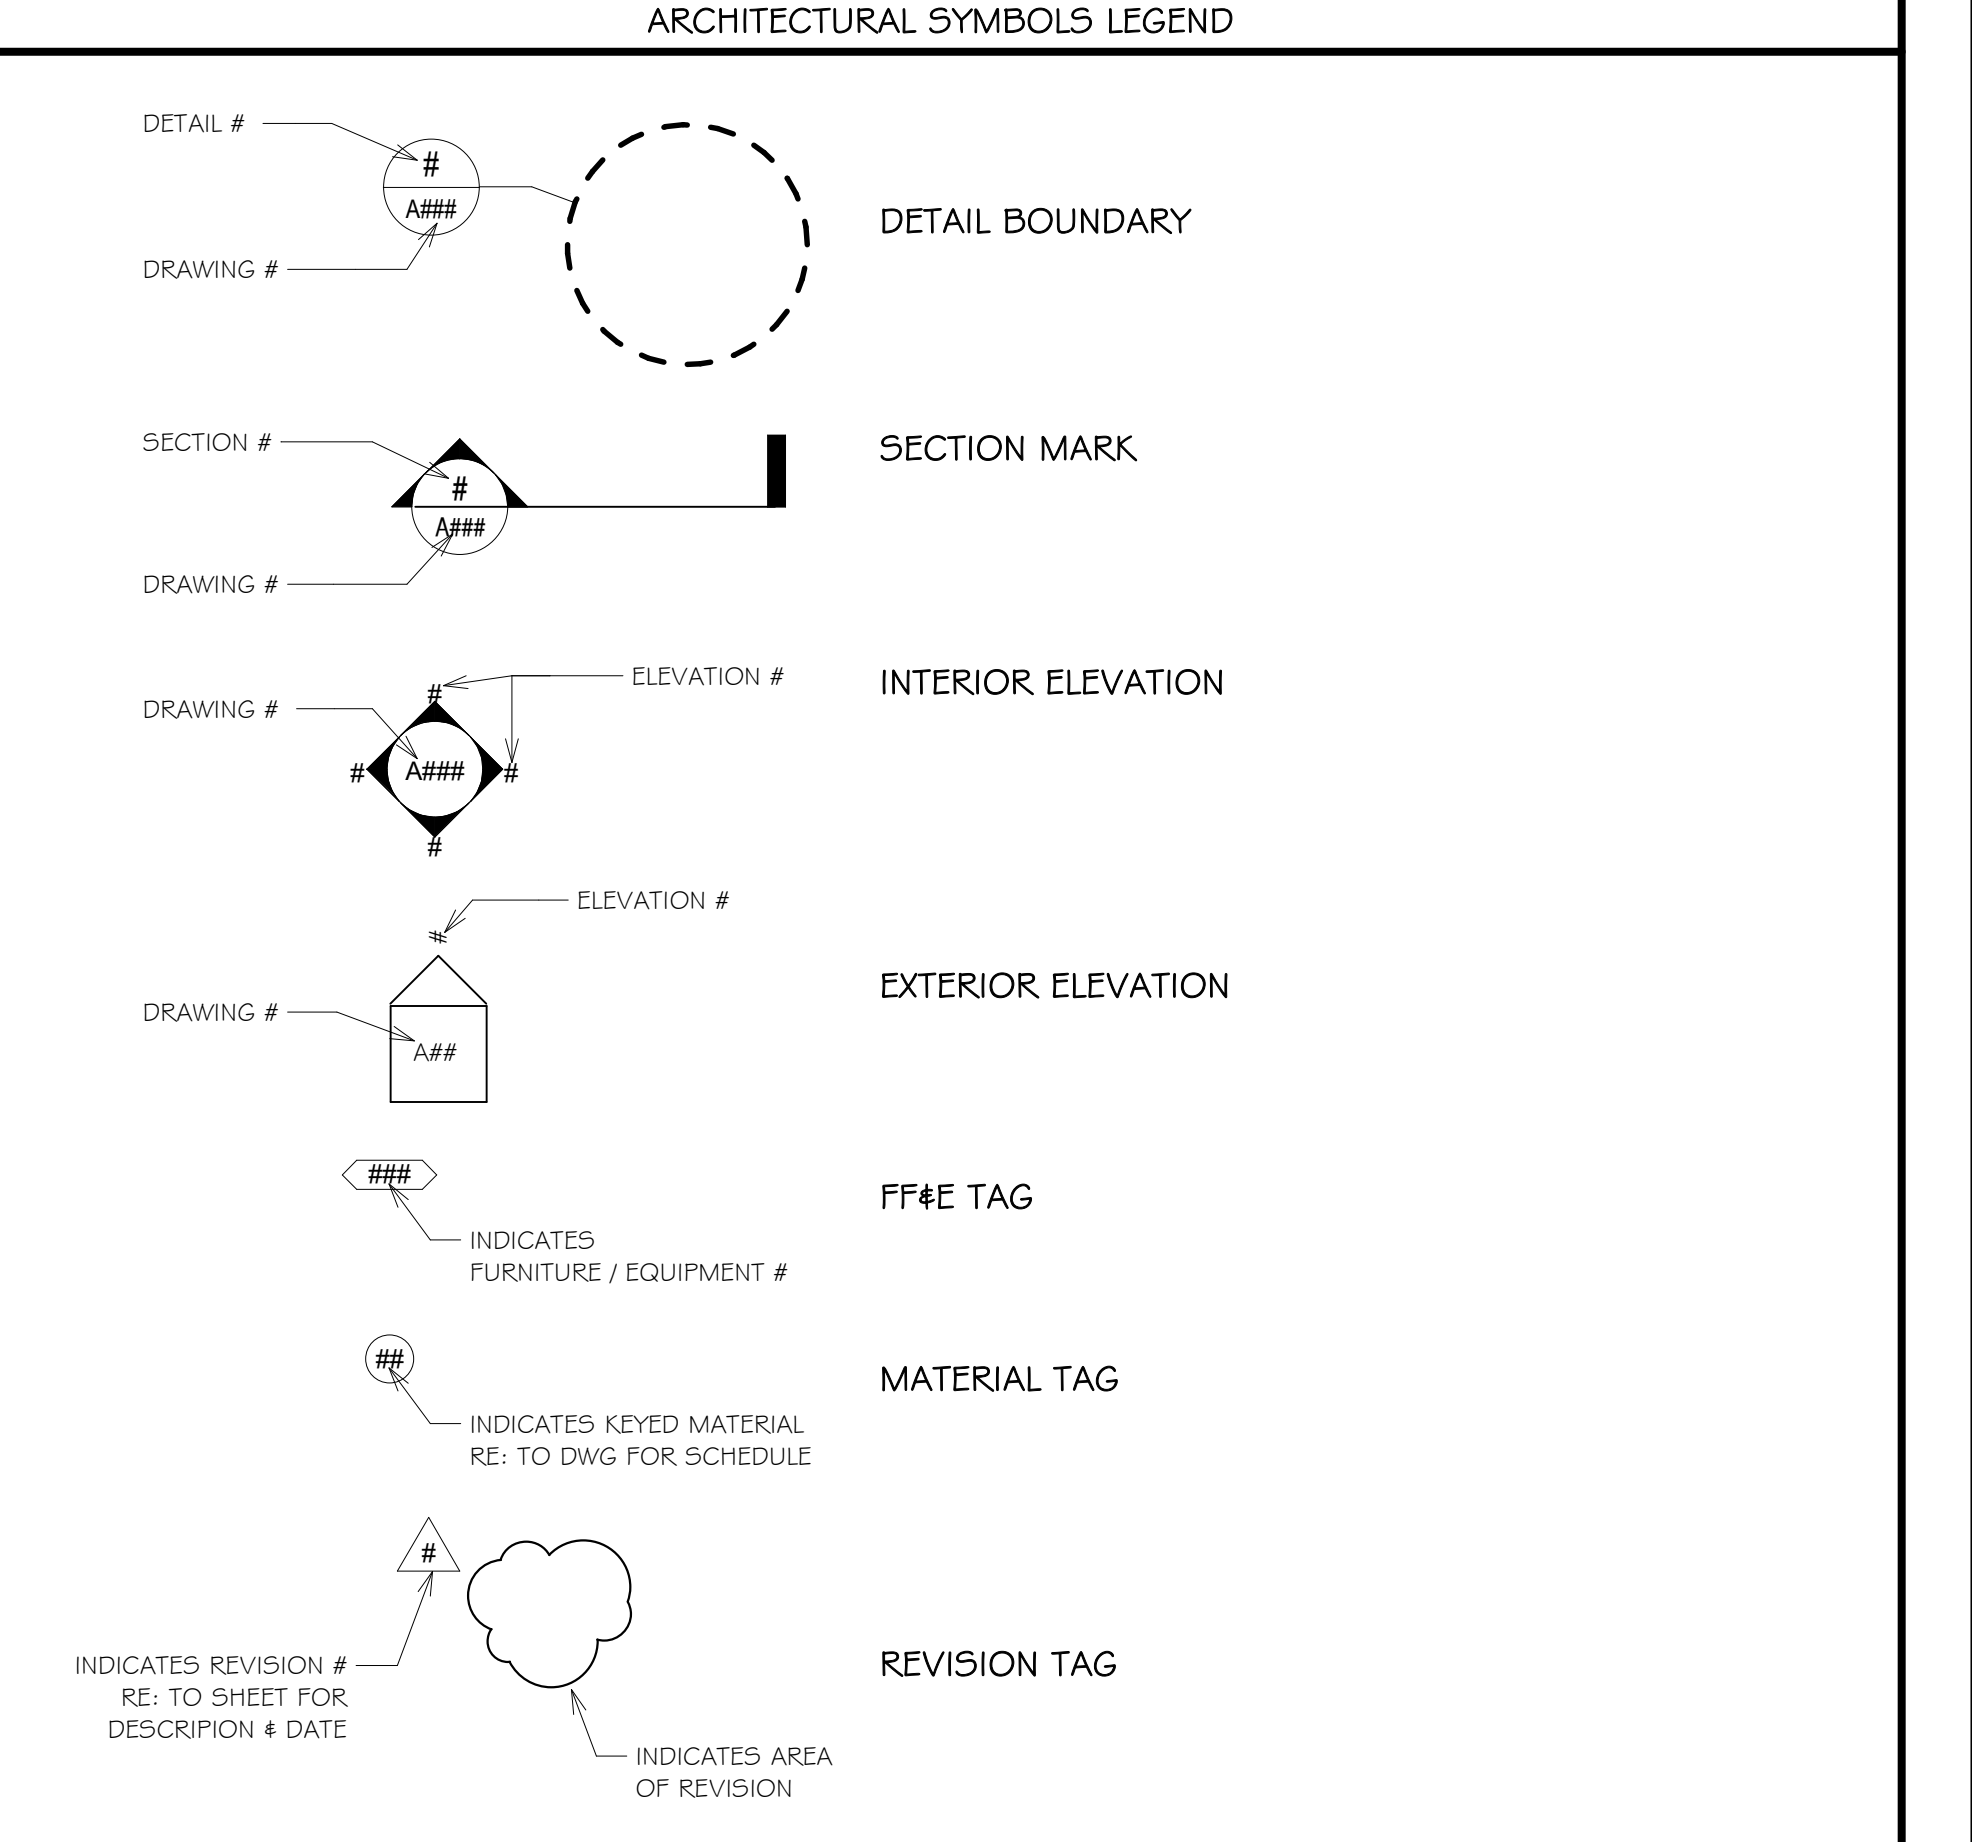 ARCHITECTURAL SYMBOLS LEGEND
DETAIL #
#
A###
DRAWING #
DETAIL BOUNDARY
SECTION #
#
A###
DRAWING #
SECTION MARK
ELEVATION #
DRAWING #
#
# A### #
#
INTERIOR ELEVATION
ELEVATION #
#
DRAWING #
A##
EXTERIOR ELEVATION
###
INDICATES
FURNITURE / EQUIPMENT #
FF&E TAG
##
INDICATES KEYED MATERIAL
RE: TO DWG FOR SCHEDULE
MATERIAL TAG
#
INDICATES REVISION #
RE: TO SHEET FOR
DESCRIPION & DATE
INDICATES AREA
OF REVISION
REVISION TAG